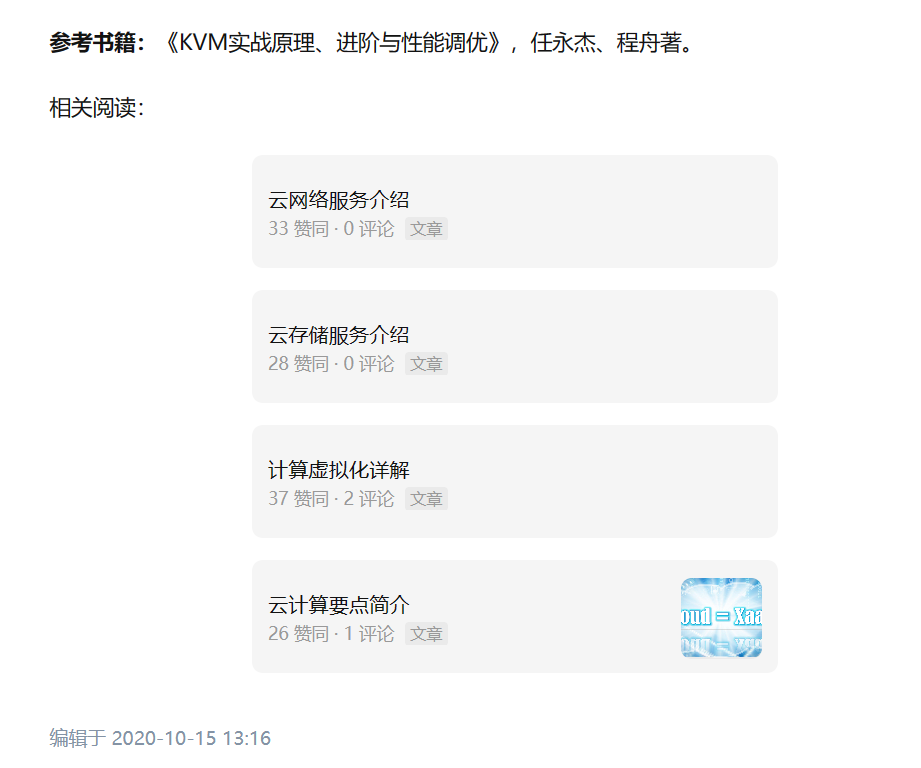 参考书籍：《KVM实战原理、进阶与性能调优》，任永杰、程舟著。
相关阅读：
云网络服务介绍
33 赞同 · 0 评论 文章
云存储服务介绍
28 赞同 · 0 评论 文章
计算虚拟化详解
37 赞同 · 2 评论 文章
云计算要点简介
26 赞同 · 1 评论 文章
oud = Xaa
编辑于 2020-10-15 13:16